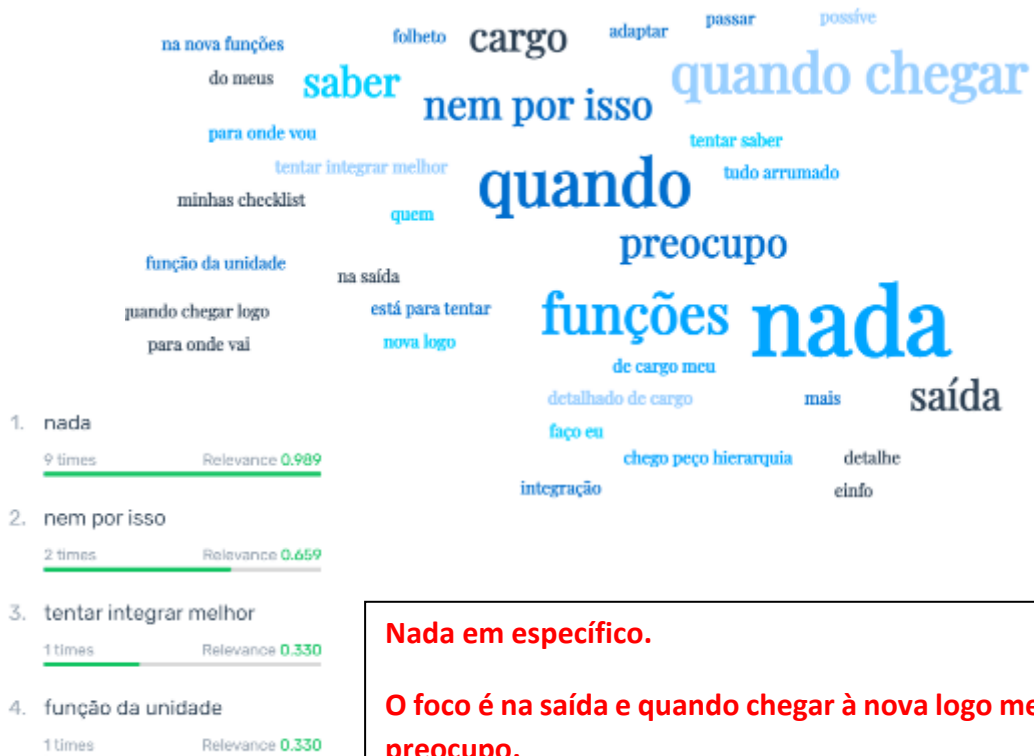 passar
possíve
folheto
cargo
adaptar
na nova funções
do meus
saber
quando chegar
nem por isso
para onde vou
tentar saber
tentar integrar melhor
quando
tudo arrumado
minhas checklist
quem
preocupo
função da unidade
na saída
quando chegar logo
está para tentar
funções
nada
para onde vai
nova logo
de cargo meu
detalhado de cargo
mais
saída
faço eu
chego peço hierarquia
detalhe
integração
einfo
1. nada
9 times Relevance 0.989
2. nem por isso
2 times Relevance 0.659
3. tentar integrar melhor
1 times Relevance 0.330
4. função da unidade
1 times Relevance 0.330
Nada em específico.
O foco é na saída e quando chegar à nova logo me
preocupo.